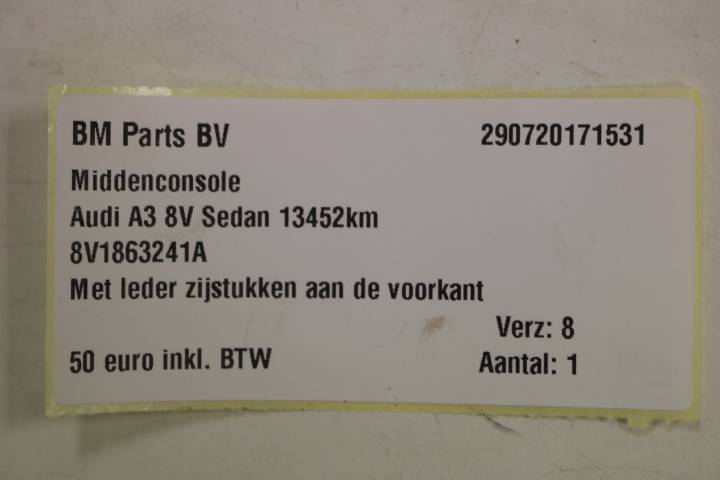 BM Parts BV 290720171531
Middenconsole
Audi A3 8V Sedan 13452km
8V1863241A
Met leder zijstukken aan de voorkant
Verz: 8
50 euro inkl. BTW Aantal: 1